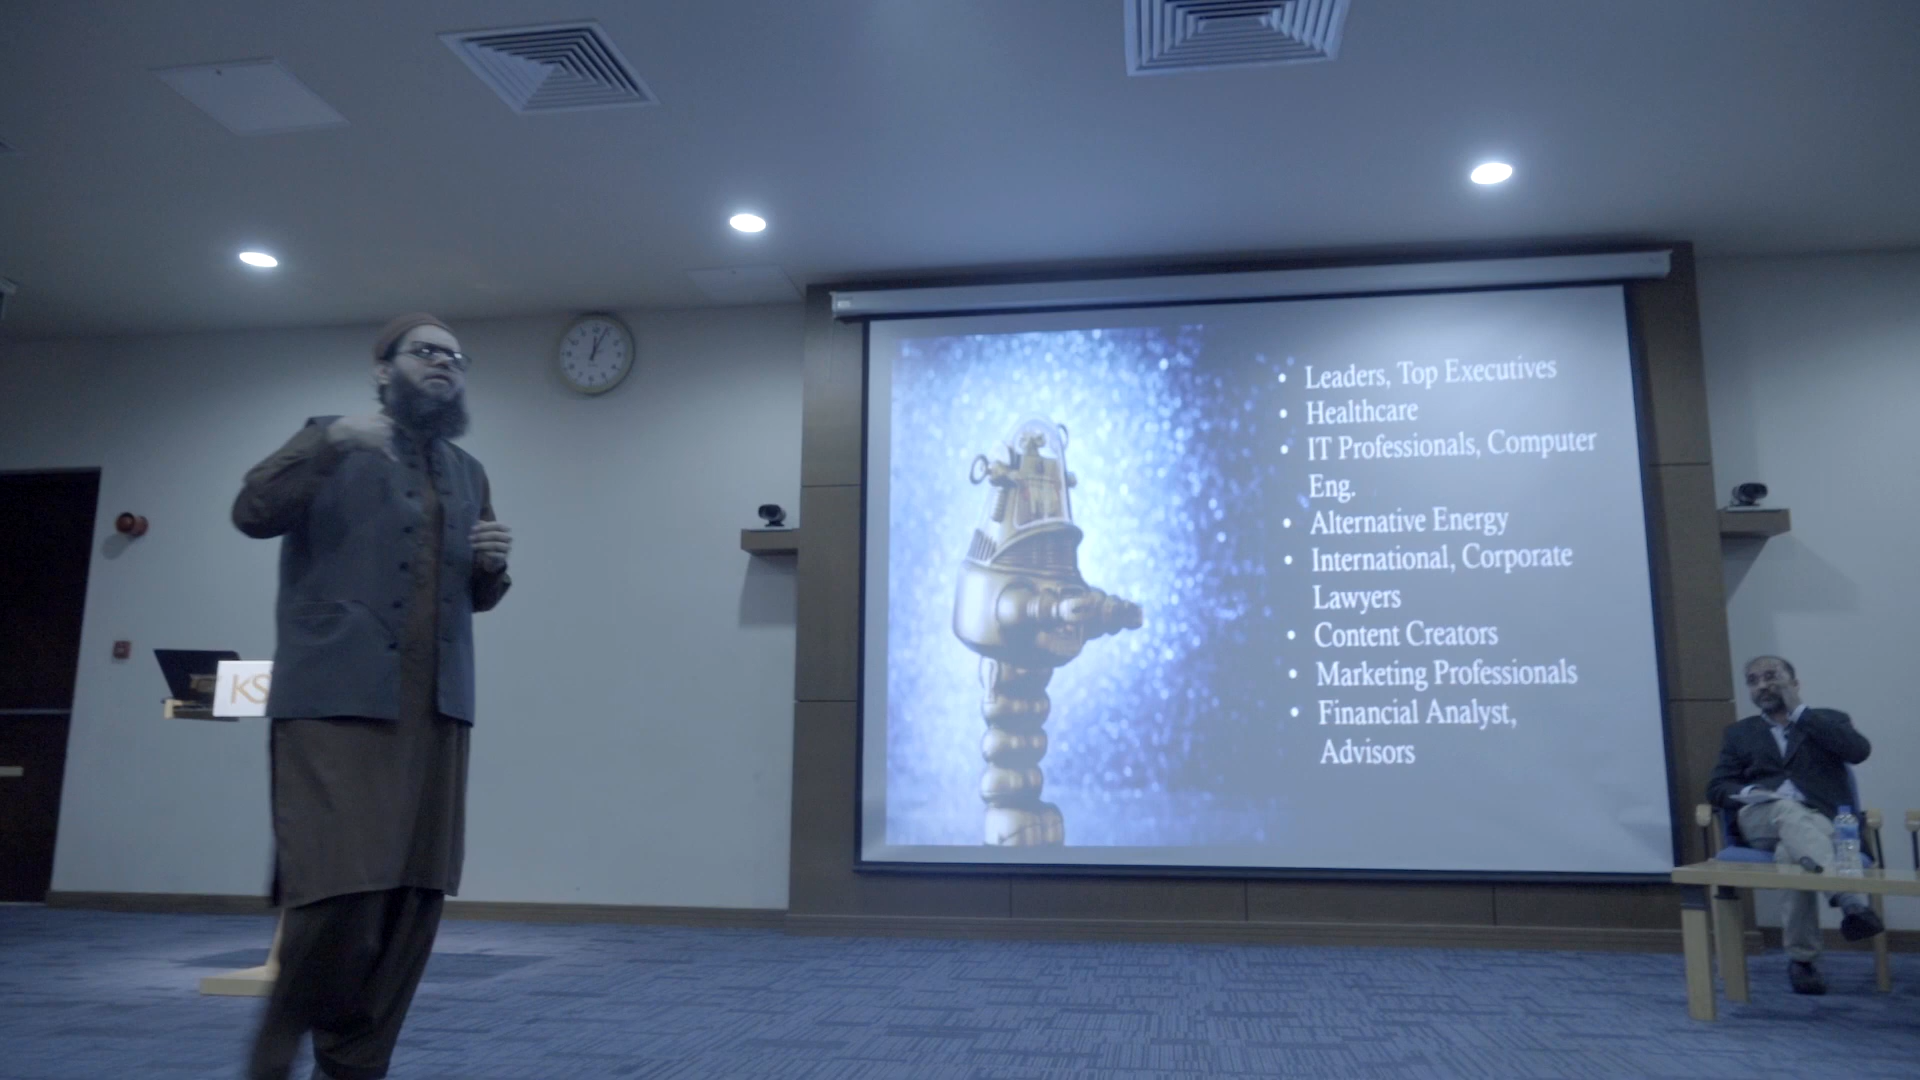 Leaders, Top Executives
Healthcare
IT Professionals, Computer
Eng.
Alternative Energy
International, Corporate
Lawyers
Content Creators
Marketing Professionals
Financial Analyst,
Advisors
KS